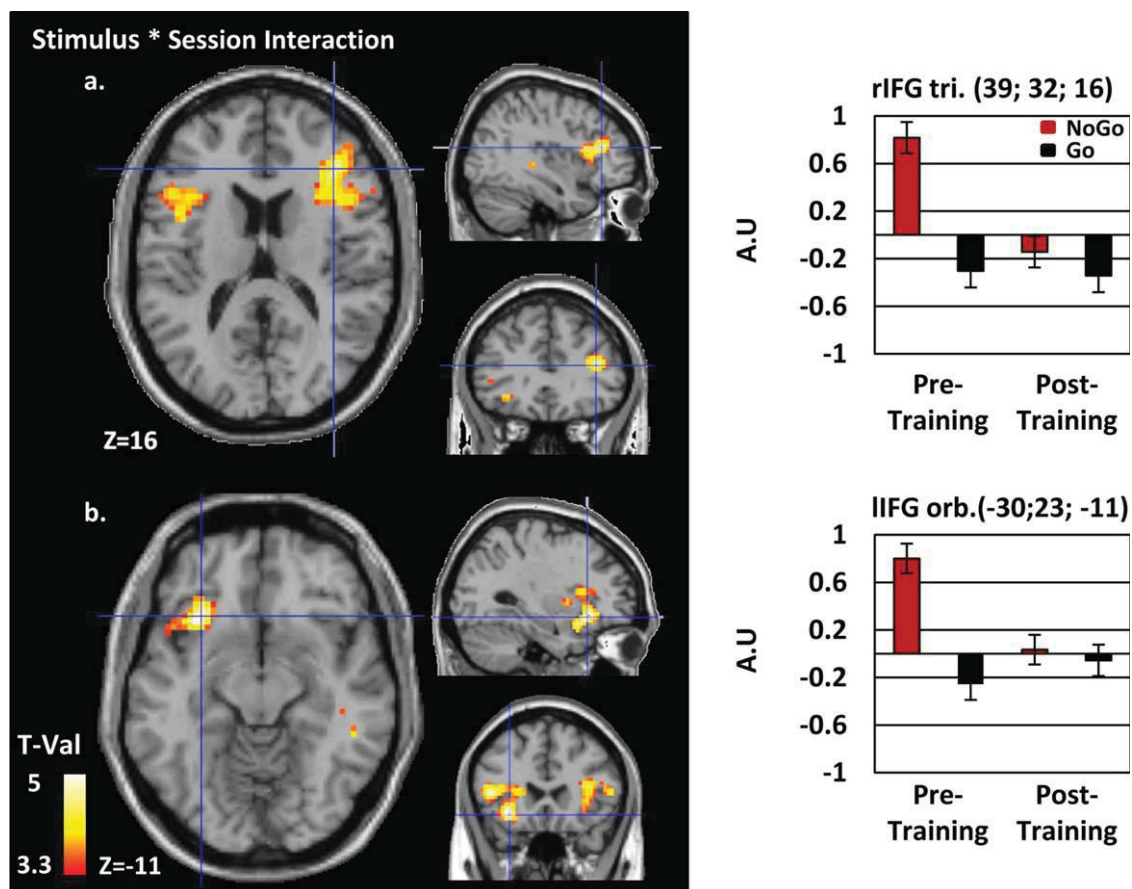 Stimulus * Session Interaction
a.
Z=16
b.
T-Val
5
3.3
Z=-11
rIFG tri. (39; 32; 16)
NoGo
Go
A.U
1
0.6
0.2
-0.2
-0.6
-1
Pre-
Training
Post-
Training
lIFG orb.(-30;23; -11)
A.U
1
0.6
0.2
-0.2
-0.6
-1
Pre-
Training
Post-
Training